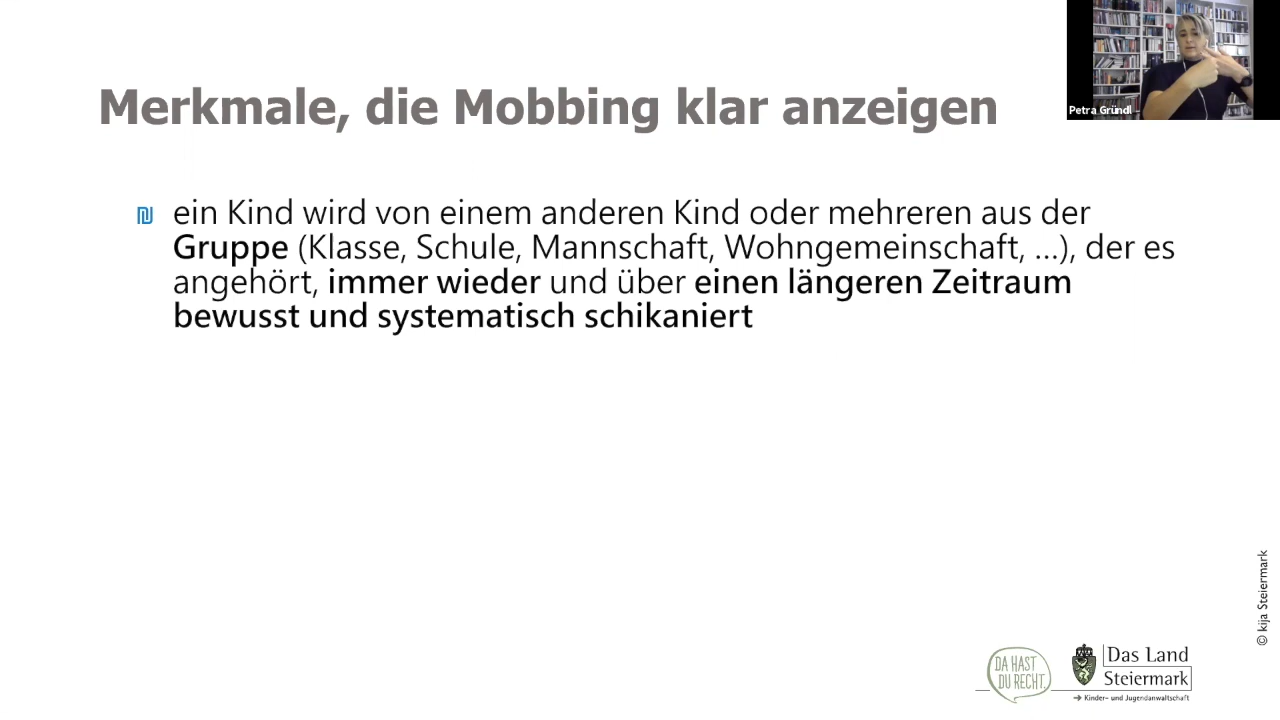 Merkmale, die Mobbing klar anzeigen
Petra Gründl
ein Kind wird von einem anderen Kind oder mehreren aus der
Gruppe (Klasse, Schule, Mannschaft, Wohngemeinschaft, ...), der es
angehört, immer wieder und über einen längeren Zeitraum
bewusst und systematisch schikaniert
© kija Steiermark
DA HAST
DU RECHT.
Das Land
Steiermark
→ Kinder- und Jugendanwaltschaft